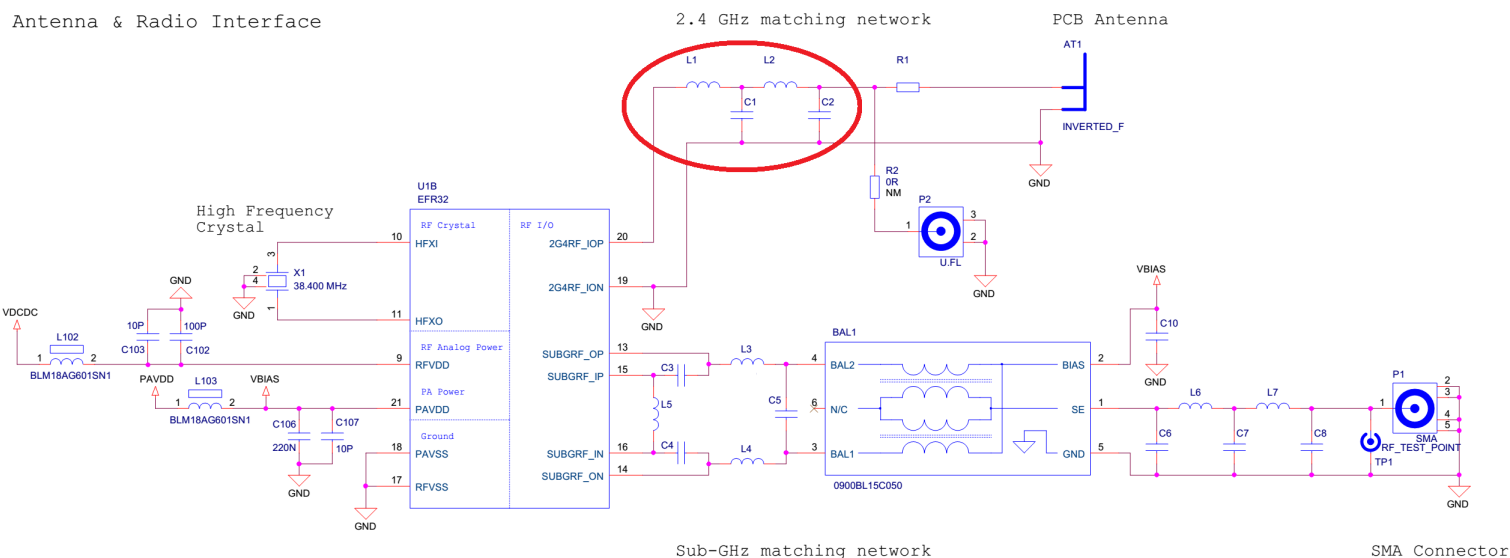 Antenna & Radio Interface
2.4 GHz matching network
PCB Antenna
AT1
L1
L2
R1
C1
C2
INVERTED_F
GND
R2
0R
NM
P2
1
3
2
U.FL
GND
U1B
EFR32
High Frequency
Crystal
RF Crystal
RF I/O
10
HFXI
2G4RF_IOP
20
3
2
4
X1
38.400 MHz
1
GND
2G4RF_ION
19
GND
11
HFXO
GND
VDCDC
10P
100P
C103
C102
L102
1
2
BLM18AG601SN1
RF Analog Power
9
RFVDD
SUBGRF_OP
13
SUBGRF_IP
15
PAVDD
L103
VBIAS
1
2
BLM18AG601SN1
PA Power
21
PAVDD
C106
220N
C107
10P
GND
Ground
18
PAVSS
SUBGRF_IN
16
17
RFVSS
SUBGRF_ON
14
GND
L3
C3
L5
C5
C4
L4
BAL1
4
BAL2
6
N/C
3
BAL1
BIAS
2
SE
1
GND
5
0900BL15C050
VBIAS
C10
GND
L6
L7
C6
C7
C8
P1
1
2
3
4
5
SMA
RF_TEST_POINT
TP1
GND
Sub-GHz matching network
SMA Connector